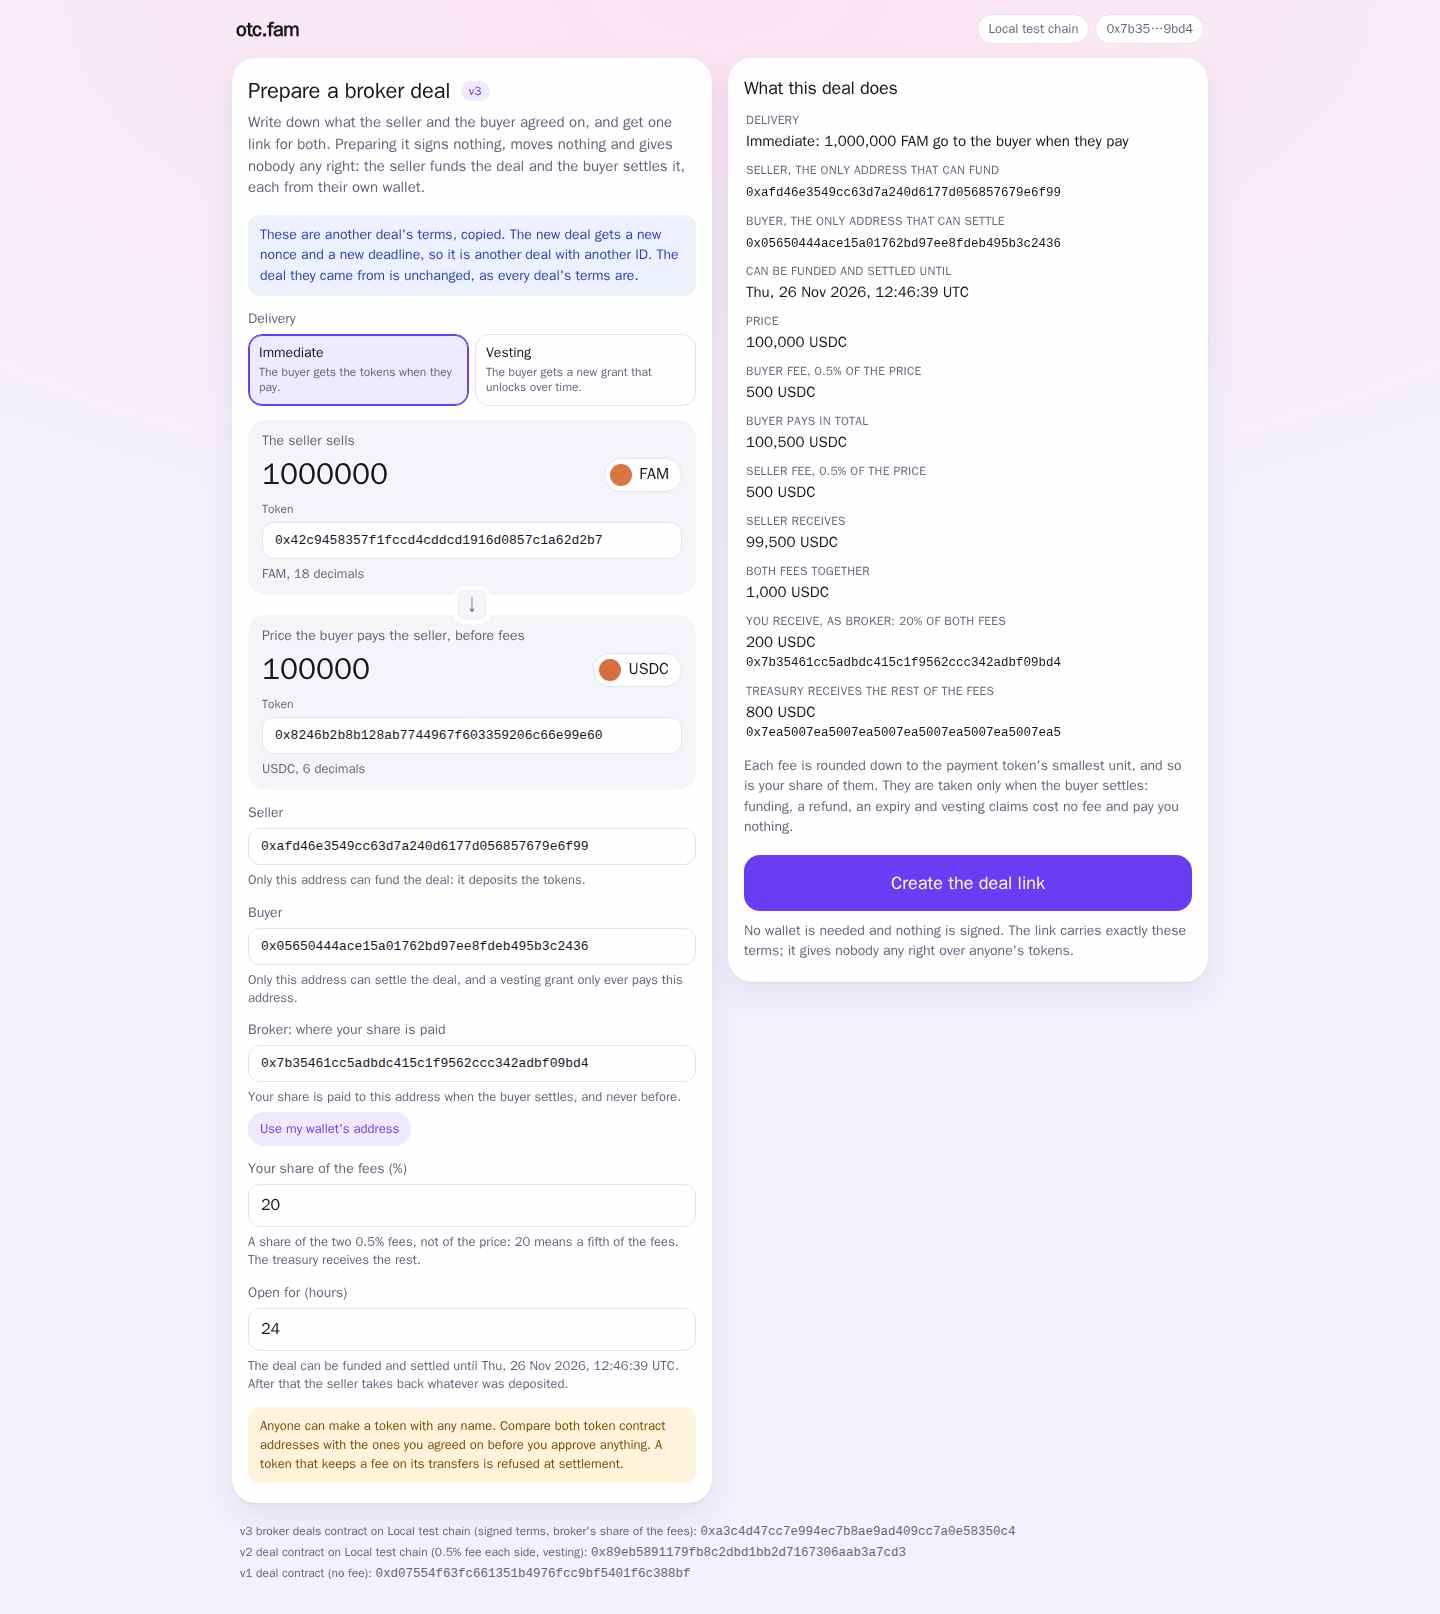 otc.fam
Local test chain
0x7b35···9bd4
Prepare a broker deal v3
Write down what the seller and the buyer agreed on, and get one
link for both. Preparing it signs nothing, moves nothing and gives
nobody any right: the seller funds the deal and the buyer settles it,
each from their own wallet.
These are another deal's terms, copied. The new deal gets a new
nonce and a new deadline, so it is another deal with another ID. The
deal they came from is unchanged, as every deal's terms are.
Delivery
Immediate
The buyer gets the tokens when they
pay.
Vesting
The buyer gets a new grant that
unlocks over time.
The seller sells
1000000
FAM
Token
0x42c9458357f1fccd4cddcd1916d0857c1a62d2b7
FAM, 18 decimals
↓
Price the buyer pays the seller, before fees
100000
USDC
Token
0x8246b2b8b128ab7744967f603359206c66e99e60
USDC, 6 decimals
Seller
0xafd46e3549cc63d7a240d6177d056857679e6f99
Only this address can fund the deal: it deposits the tokens.
Buyer
0x05650444ace15a01762bd97ee8fdeb495b3c2436
Only this address can settle the deal, and a vesting grant only ever pays this
address.
Broker: where your share is paid
0x7b35461cc5adbdc415c1f9562ccc342adbf09bd4
Your share is paid to this address when the buyer settles, and never before.
Use my wallet's address
Your share of the fees (%)
20
A share of the two 0.5% fees, not of the price: 20 means a fifth of the fees.
The treasury receives the rest.
Open for (hours)
24
The deal can be funded and settled until Thu, 26 Nov 2026, 12:46:39 UTC.
After that the seller takes back whatever was deposited.
Anyone can make a token with any name. Compare both token contract
addresses with the ones you agreed on before you approve anything. A
token that keeps a fee on its transfers is refused at settlement.
What this deal does
DELIVERY
Immediate: 1,000,000 FAM go to the buyer when they pay
SELLER, THE ONLY ADDRESS THAT CAN FUND
0xafd46e3549cc63d7a240d6177d056857679e6f99
BUYER, THE ONLY ADDRESS THAT CAN SETTLE
0x05650444ace15a01762bd97ee8fdeb495b3c2436
CAN BE FUNDED AND SETTLED UNTIL
Thu, 26 Nov 2026, 12:46:39 UTC
PRICE
100,000 USDC
BUYER FEE, 0.5% OF THE PRICE
500 USDC
BUYER PAYS IN TOTAL
100,500 USDC
SELLER FEE, 0.5% OF THE PRICE
500 USDC
SELLER RECEIVES
99,500 USDC
BOTH FEES TOGETHER
1,000 USDC
YOU RECEIVE, AS BROKER: 20% OF BOTH FEES
200 USDC
0x7b35461cc5adbdc415c1f9562ccc342adbf09bd4
TREASURY RECEIVES THE REST OF THE FEES
800 USDC
0x7ea5007ea5007ea5007ea5007ea5007ea5007ea5
Each fee is rounded down to the payment token's smallest unit, and so
is your share of them. They are taken only when the buyer settles:
funding, a refund, an expiry and vesting claims cost no fee and pay you
nothing.
Create the deal link
No wallet is needed and nothing is signed. The link carries exactly these
terms; it gives nobody any right over anyone's tokens.
v3 broker deals contract on Local test chain (signed terms, broker's share of the fees): 0xa3c4d47cc7e994ec7b8ae9ad409cc7a0e58350c4
v2 deal contract on Local test chain (0.5% fee each side, vesting): 0x89eb5891179fb8c2dbd1bb2d7167306aab3a7cd3
v1 deal contract (no fee): 0xd07554f63fc661351b4976fcc9bf5401f6c388bf